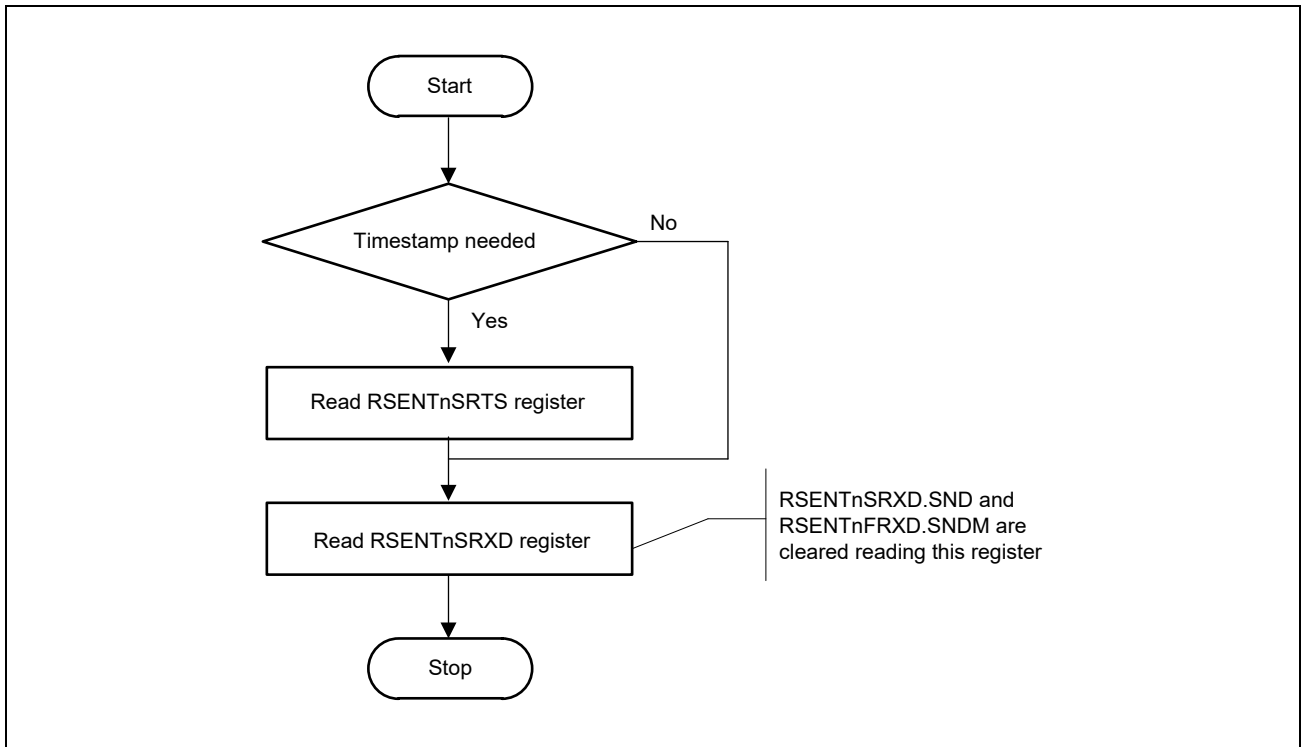 Start
Timestamp needed
No
Yes
Read RSENTnSRTS register
Read RSENTnSRXD register
RSENTnSRXD.SND and
RSENTnFRXD.SNDM are
cleared reading this register
Stop